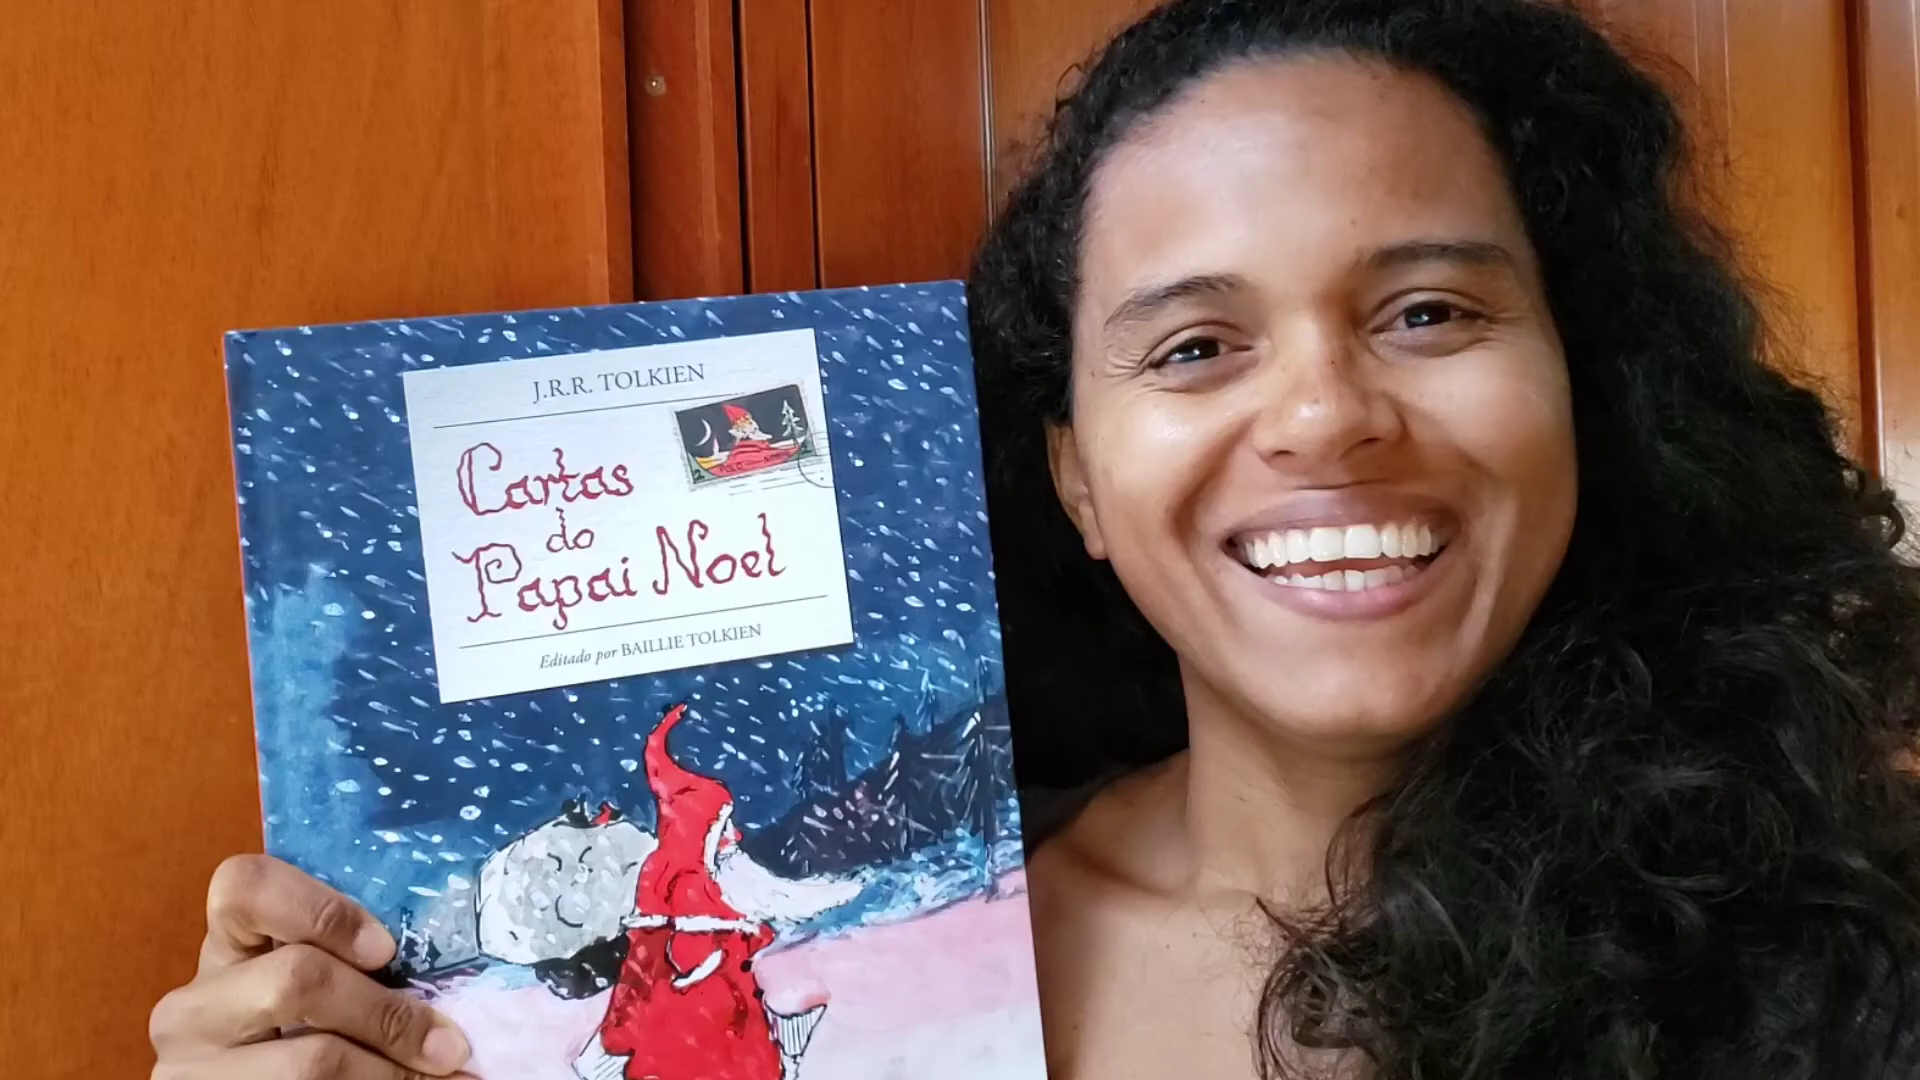 J.R.R. TOLKIEN
Cartas
do
Papai Noel
Editado por BAILLIE TOLKIEN